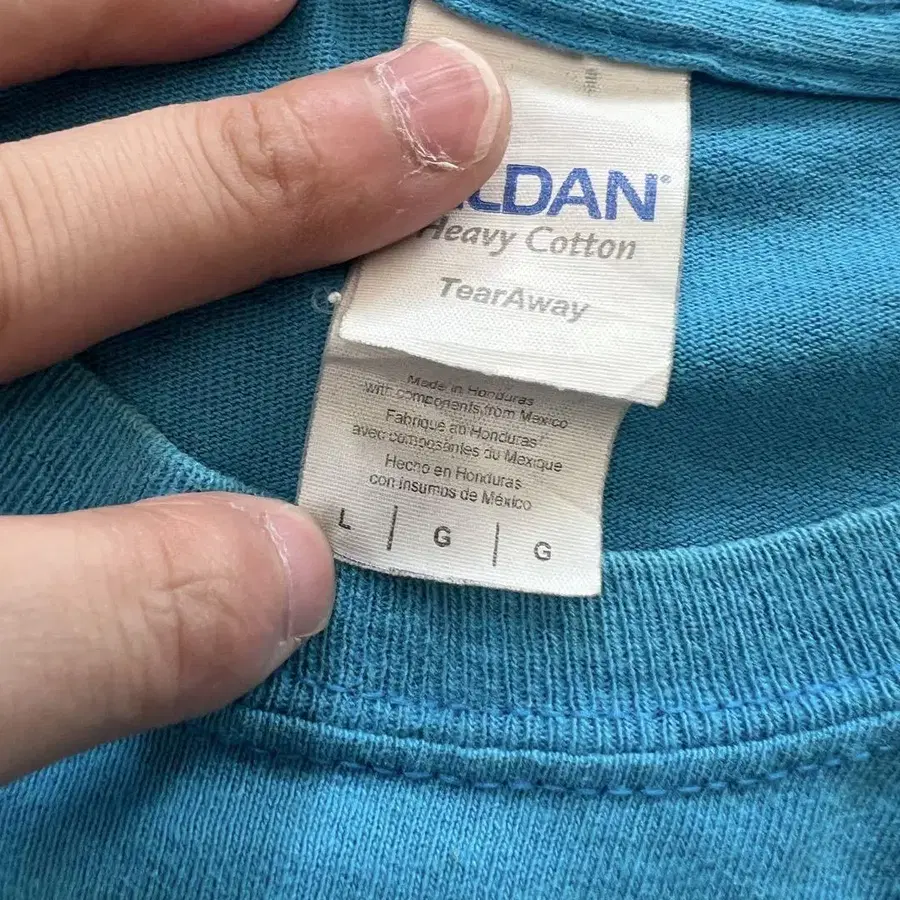 LDAN®
Heavy Cotton
TearAway
Made in Honduras
with components from Mexico
Fabriqué au Honduras
avec composantes du Mexique
Hecho en Honduras
con insumos de México
L | G | G